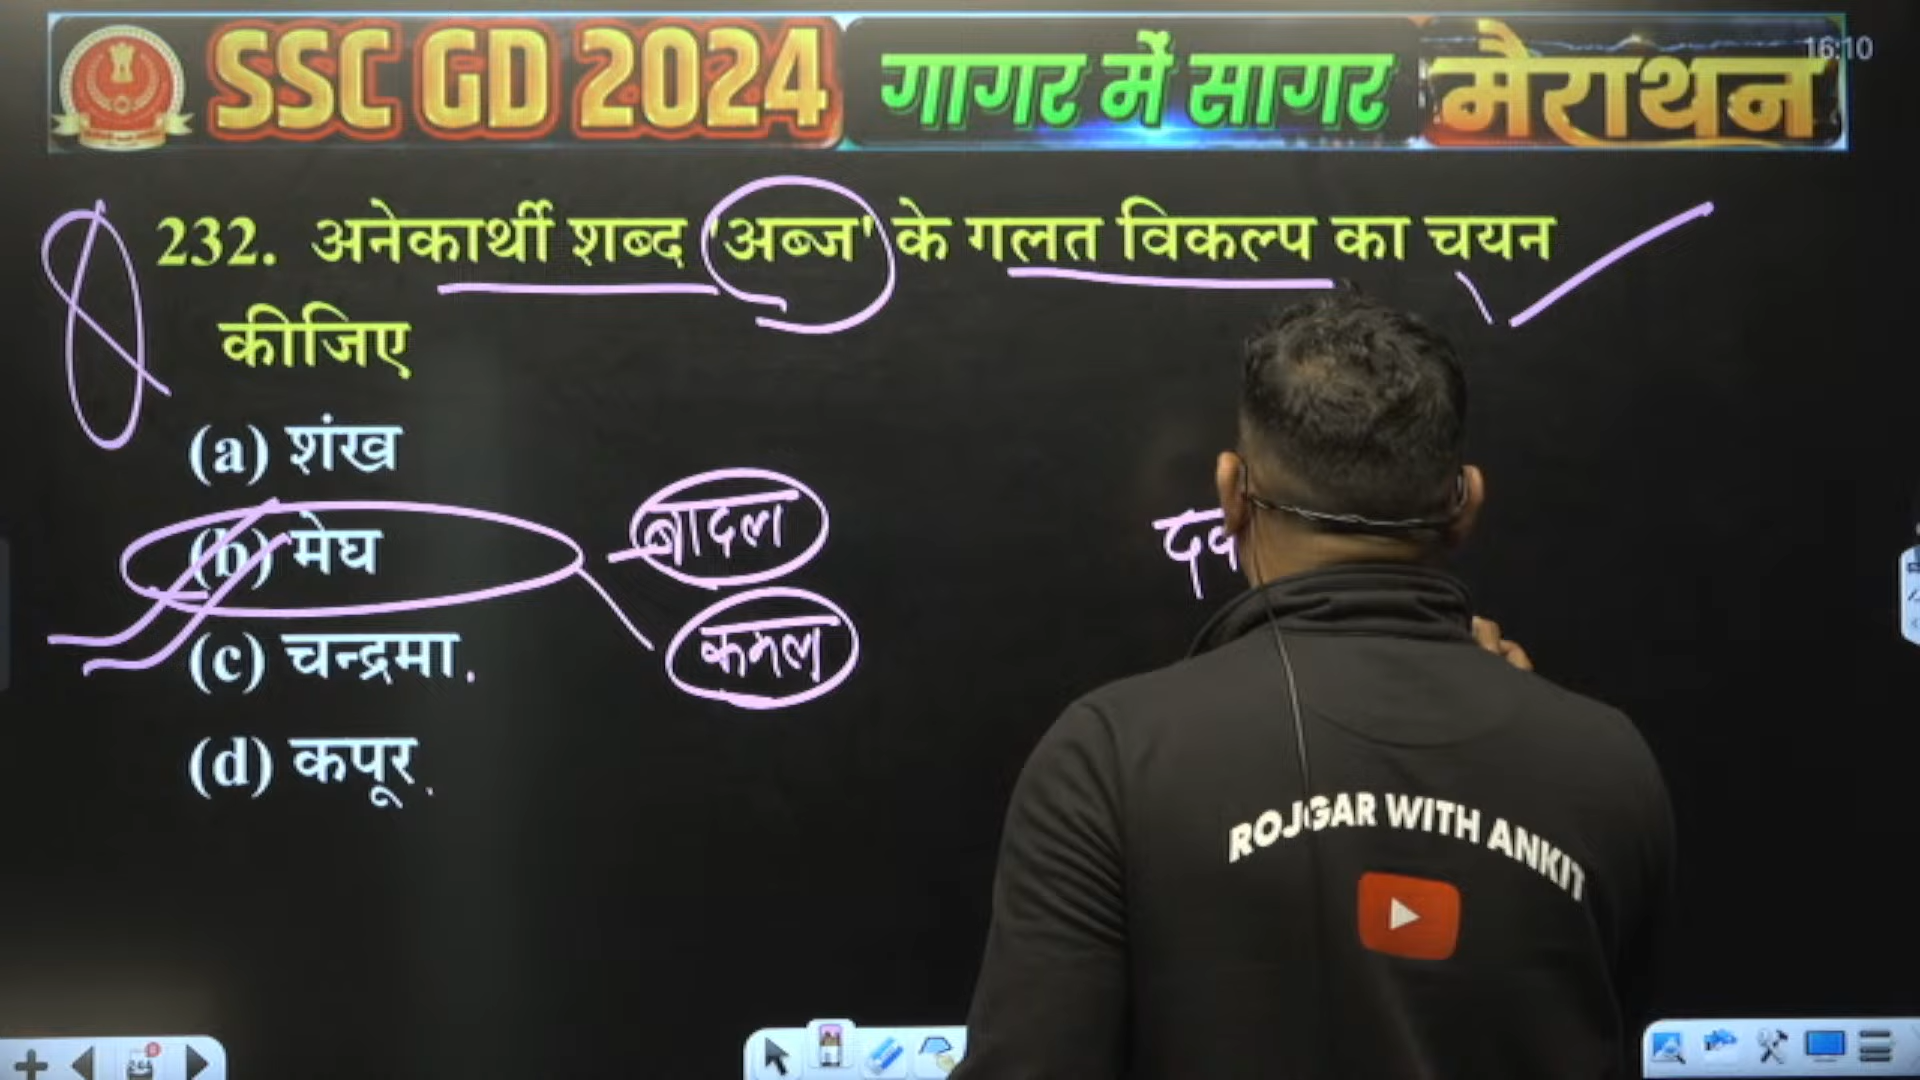 SSC GD 2024 गागर में सागर मैराथन
16:10
232. अनेकार्थी शब्द 'अब्ज' के गलत विकल्प का चयन
कीजिए
(a) शंख
(b) मेघ
बादल
(c) चन्द्रमा
कमल
(d) कपूर
ROJGAR WITH ANKIT